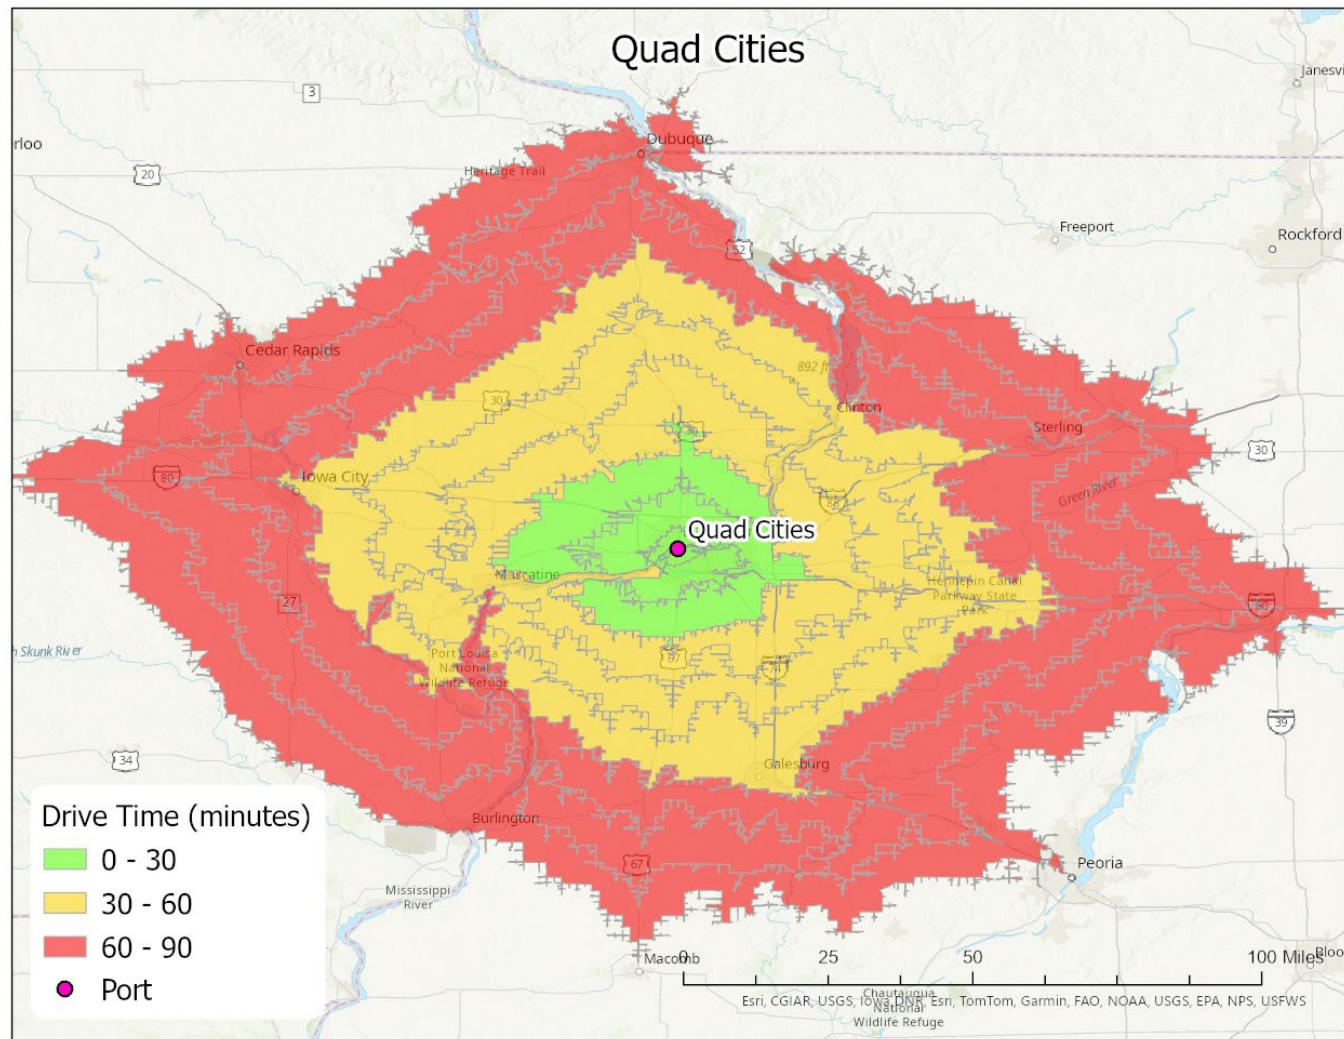 Quad Cities
Janesvi
3
rloo
Dubuque
20
Heritage Trail
Freeport
Rockford
52
Cedar Rapids
892 ft
30
Clinton
Sterling
30
80
Iowa City
Green River
88
Quad Cities
Muscatine
Hennepin Canal
Parkway State
Park
27
80
h Skunk River
Port Louisa
National
Wildlife Refuge
67
74
39
34
Galesburg
Burlington
67
Peoria
Mississippi
River
Macomb
Bloo
Drive Time (minutes)
0 - 30
30 - 60
60 - 90
Port
0
25
50
100 Miles
Chautauqua
National
Wildlife Refuge
Esri, CGIAR, USGS, Iowa DNR, Esri, TomTom, Garmin, FAO, NOAA, USGS, EPA, NPS, USFWS